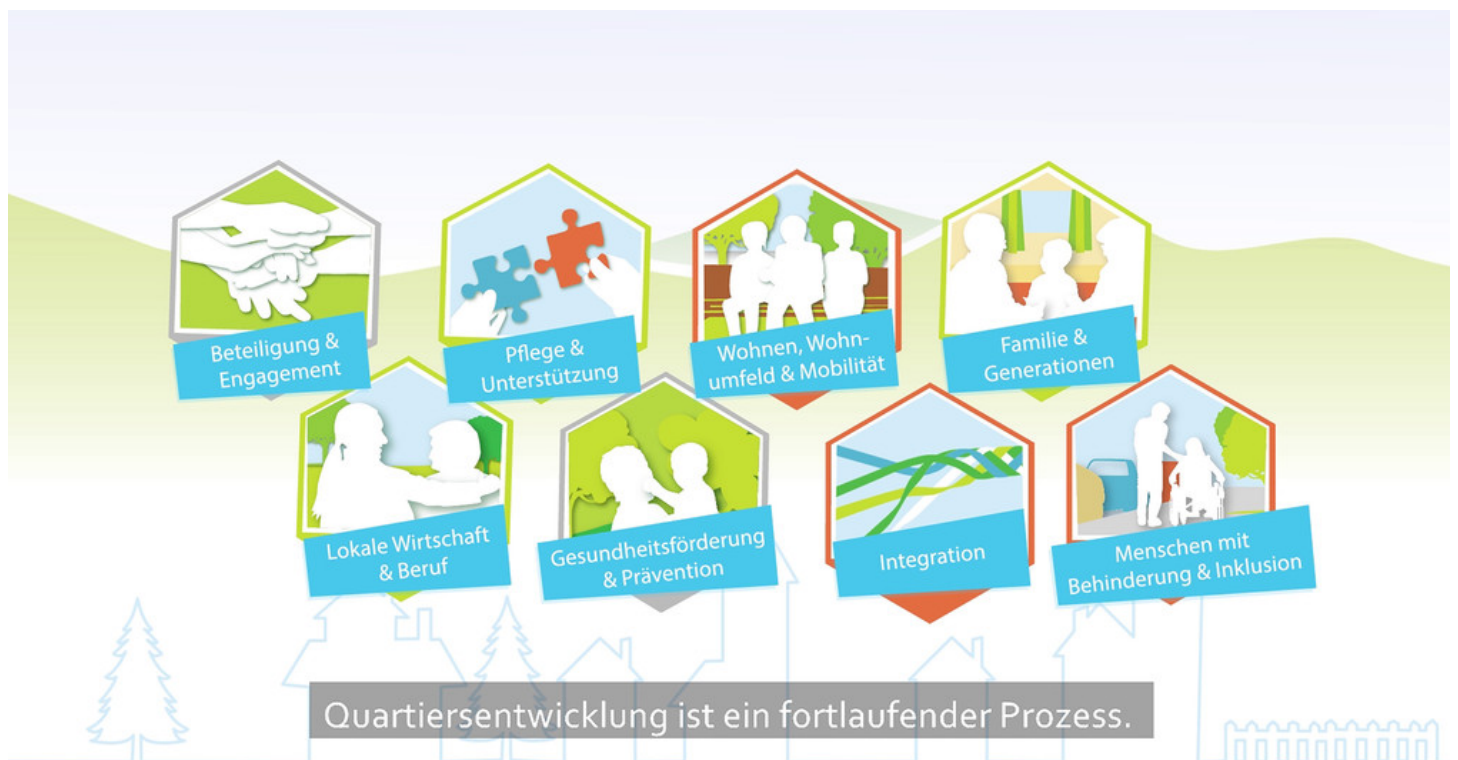 Beteiligung &
Engagement
Pflege &
Unterstützung
Wohnen, Wohn-
umfeld & Mobilität
Familie &
Generationen
Lokale Wirtschaft
& Beruf
Gesundheitsförderung
& Prävention
Integration
Menschen mit
Behinderung & Inklusion
Quartiersentwicklung ist ein fortlaufender Prozess.